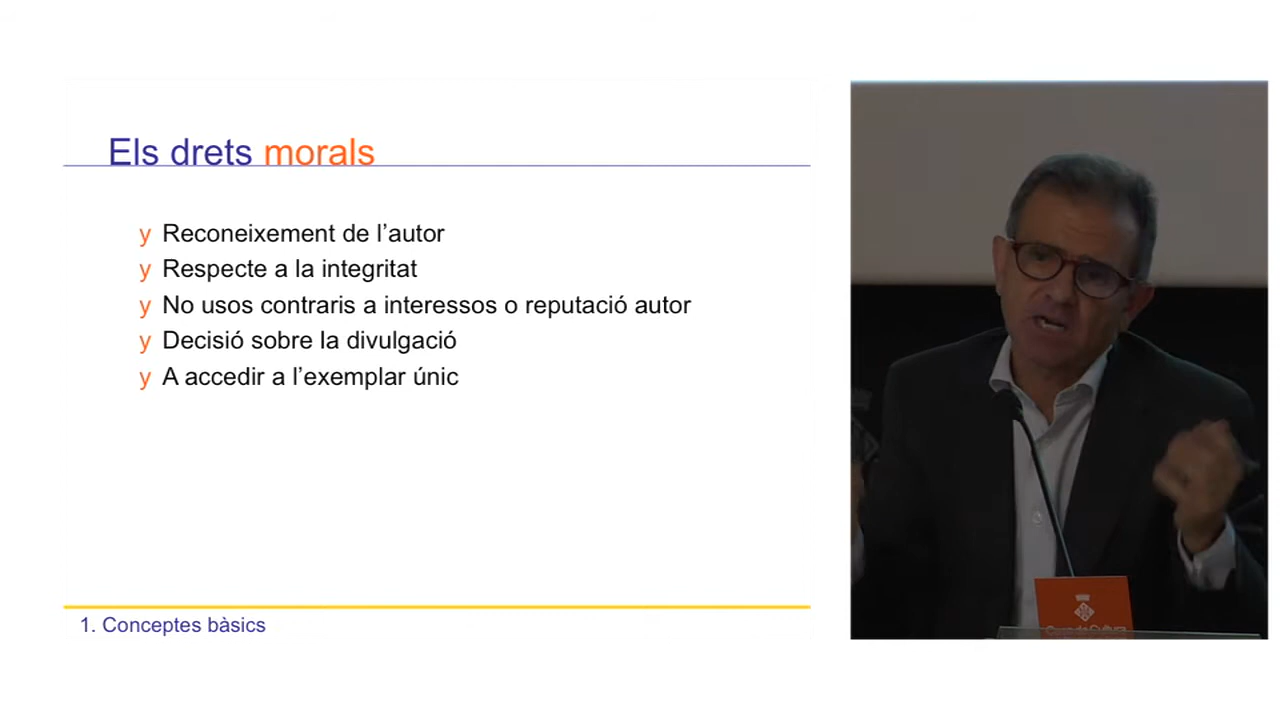 Els drets morals
y Reconeixement de l’autor
y Respecte a la integritat
y No usos contraris a interessos o reputació autor
y Decisió sobre la divulgació
y A accedir a l’exemplar únic
1. Conceptes bàsics